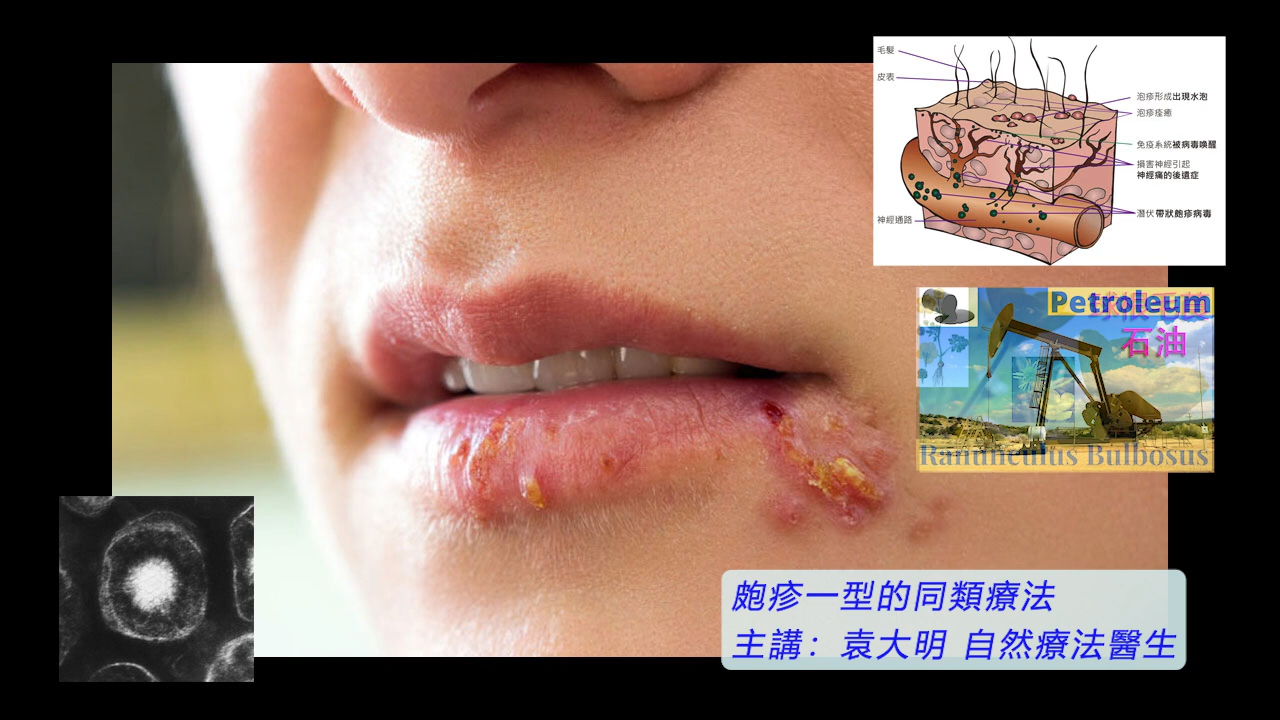 毛髮
皮表
泡疹形成出現水泡
泡疹痊癒
免疫系統被病毒喚醒
損害神經引起
神經痛的後遺症
神經通路
潛伏帶狀皰疹病毒
Petroleum
石油
Ranunculus Bulbosus
皰疹一型的同類療法
主講：袁大明 自然療法醫生